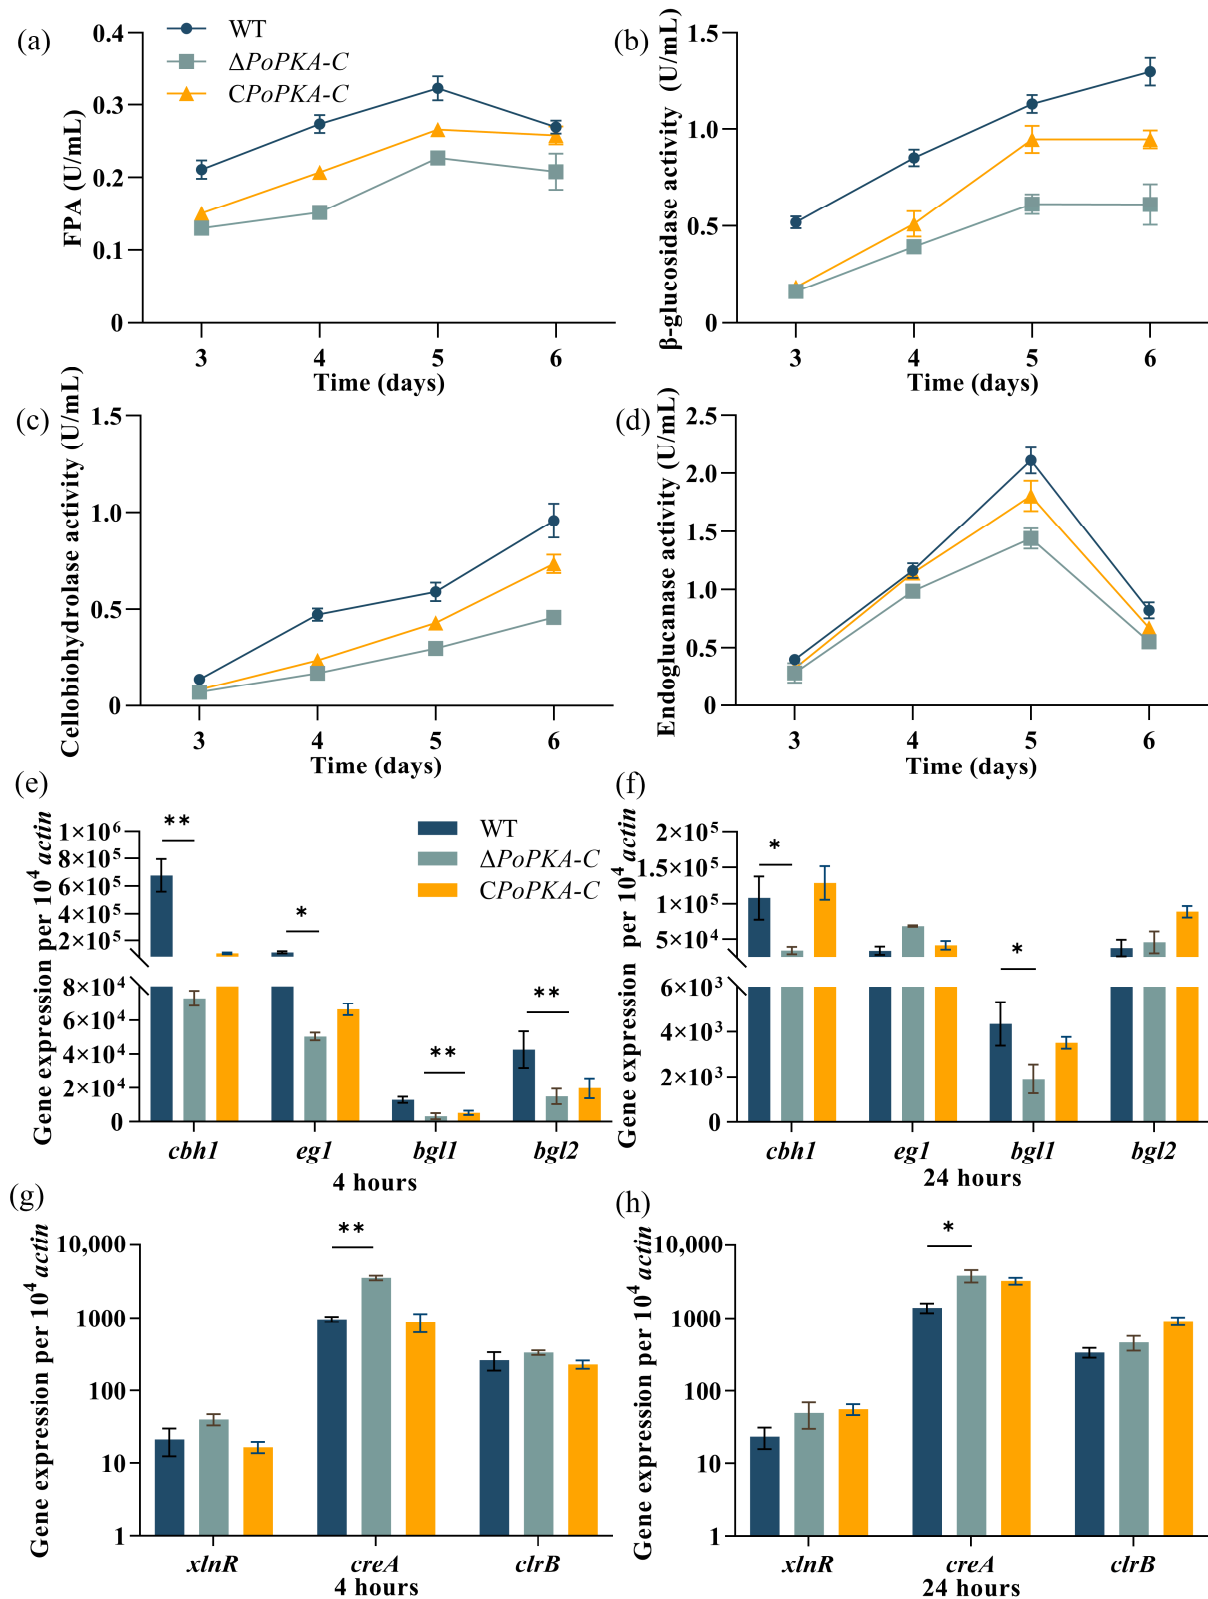 (a)
FPA (U/mL)
0.4
0.3
0.2
0.1
0
WT
ΔPoPKA-C
CPoPKA-C
3 4 5 6
Time (days)
(b)
β-glucosidase activity (U/mL)
1.5
1.0
0.5
0
3 4 5 6
Time (days)
(c)
Cellobiohydrolase activity (U/mL)
1.5
1.0
0.5
0
3 4 5 6
Time (days)
(d)
Endoglucanase activity (U/mL)
2.5
2.0
1.5
1.0
0.5
0
3 4 5 6
Time (days)
(e)
Gene expression per 10⁴ actin
1×10⁶
8×10⁵
6×10⁵
4×10⁵
2×10⁵
8×10⁴
6×10⁴
4×10⁴
2×10⁴
0
**
*
**
**
WT
ΔPoPKA-C
CPoPKA-C
cbh1 eg1 bgl1 bgl2
4 hours
(f)
Gene expression per 10⁴ actin
2×10⁵
1.5×10⁵
1×10⁵
5×10⁴
6×10³
4×10³
2×10³
0
*
*
cbh1 eg1 bgl1 bgl2
24 hours
(g)
Gene expression per 10⁴ actin
10,000
1000
100
10
1
**
xlnR creA clrB
4 hours
(h)
Gene expression per 10⁴ actin
10,000
1000
100
10
1
*
xlnR creA clrB
24 hours